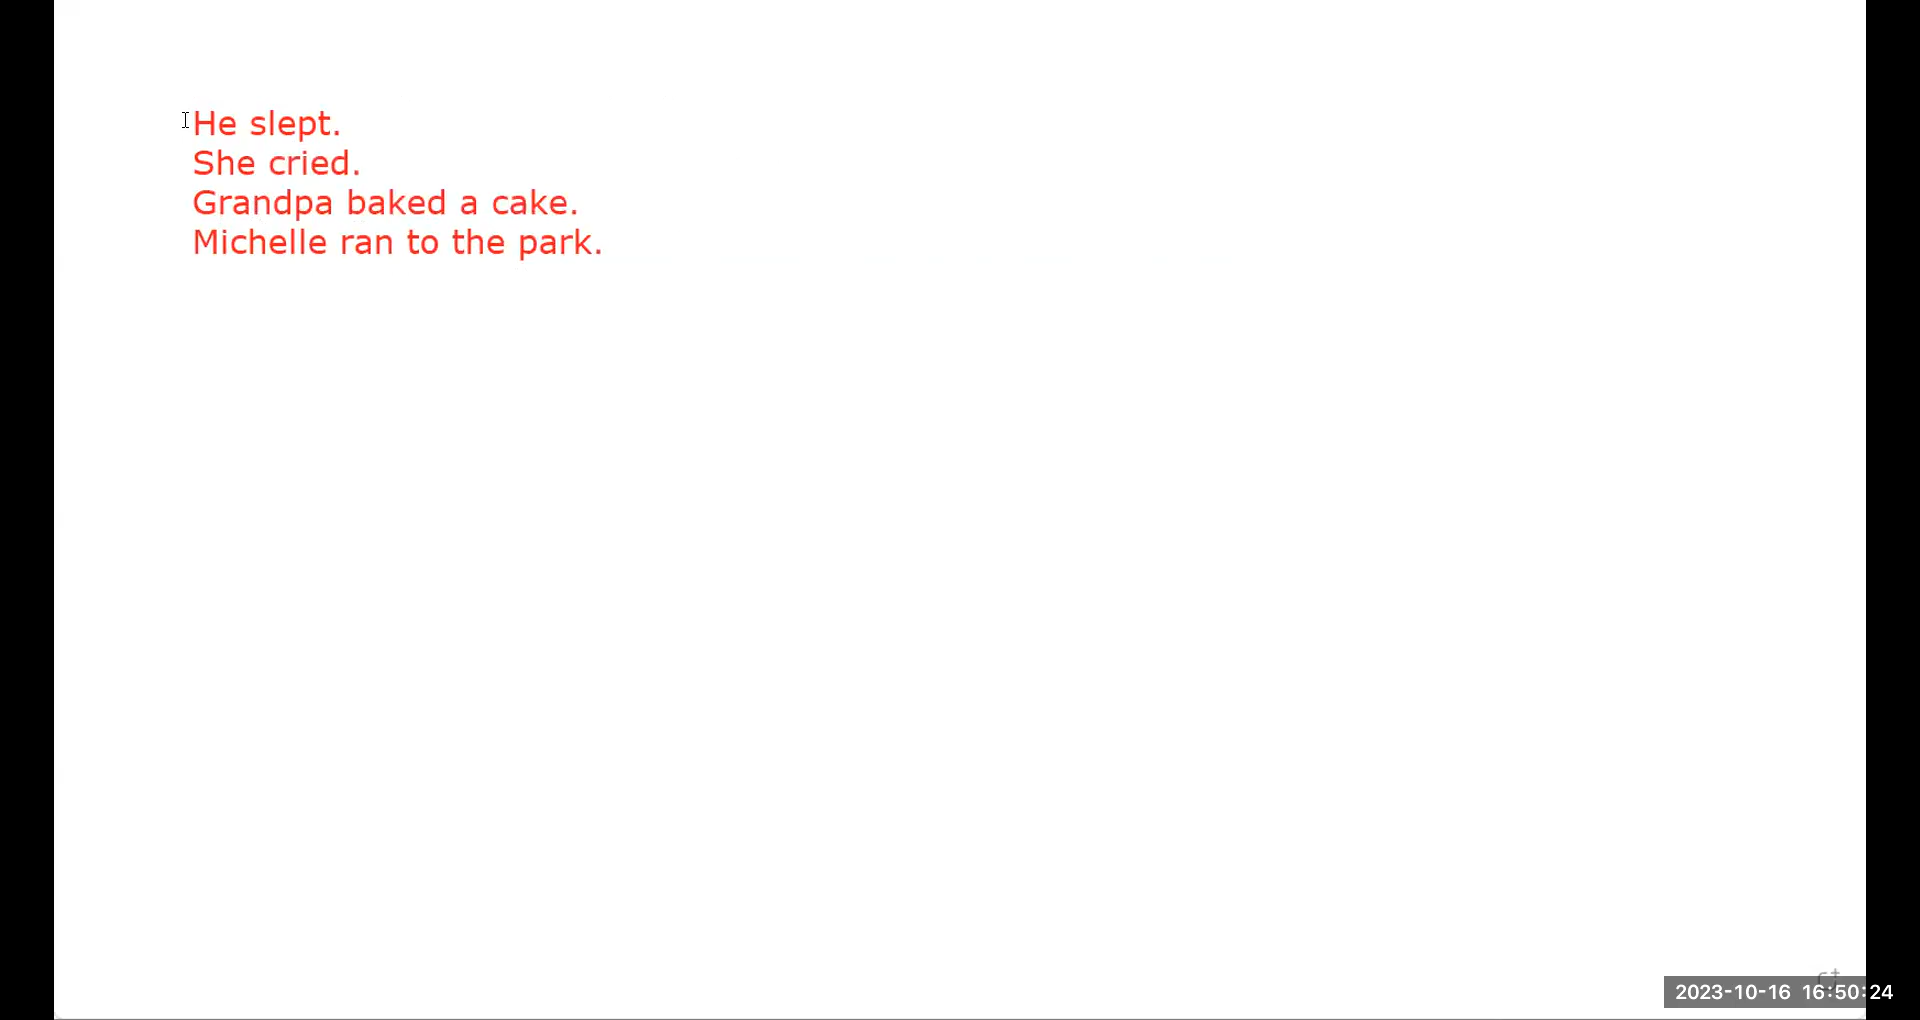 He slept.
She cried.
Grandpa baked a cake.
Michelle ran to the park.
2023-10-16 16:50:24